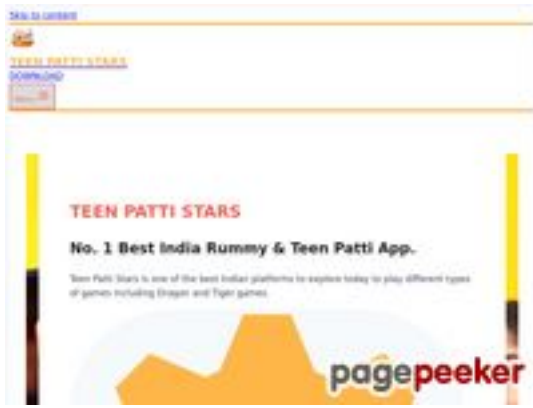 Skip to content
TEEN PATTI STARS
DOWNLOAD
Menu
TEEN PATTI STARS
No. 1 Best India Rummy & Teen Patti App.
Teen Patti Stars is one of the best Indian platforms to explore today to play different types
of games including Dragon and Tiger games.
pagepeeker